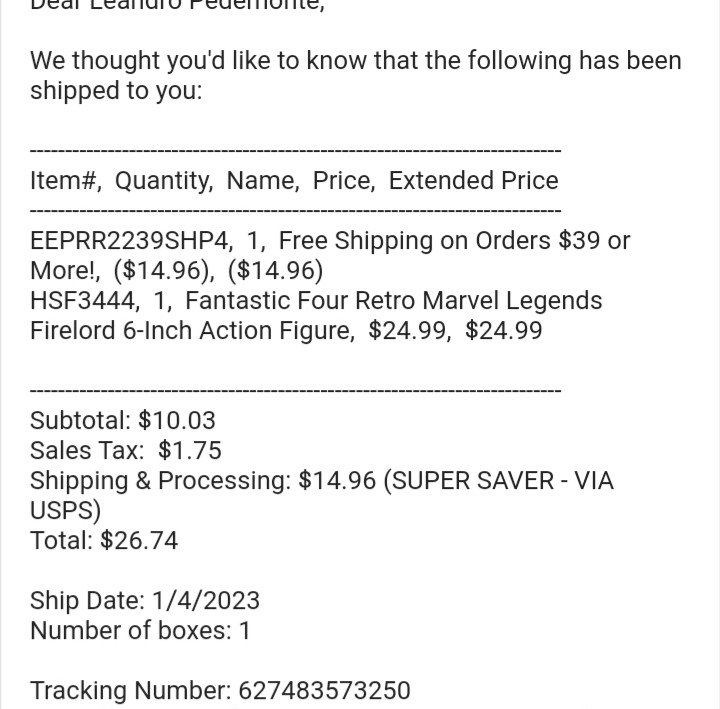 Dear Leandro Pedemonte,
We thought you'd like to know that the following has been
shipped to you:
---------------------------------------------------------------------------
Item#,  Quantity,  Name,  Price,  Extended Price
---------------------------------------------------------------------------
EEPRR2239SHP4,  1,  Free Shipping on Orders $39 or
More!,  ($14.96),  ($14.96)
HSF3444,  1,  Fantastic Four Retro Marvel Legends
Firelord 6-Inch Action Figure,  $24.99,  $24.99
---------------------------------------------------------------------------
Subtotal: $10.03
Sales Tax:  $1.75
Shipping & Processing: $14.96 (SUPER SAVER - VIA
USPS)
Total: $26.74
Ship Date: 1/4/2023
Number of boxes: 1
Tracking Number: 627483573250